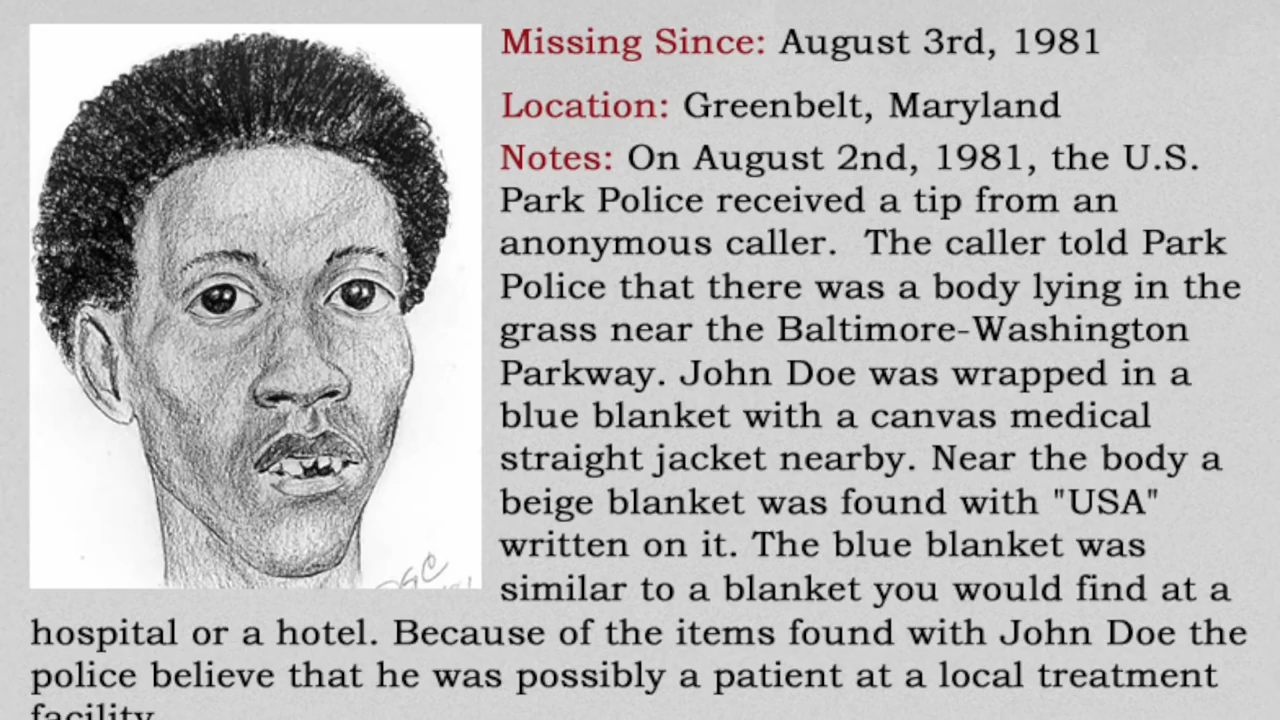 Missing Since: August 3rd, 1981
Location: Greenbelt, Maryland
Notes: On August 2nd, 1981, the U.S.
Park Police received a tip from an
anonymous caller.  The caller told Park
Police that there was a body lying in the
grass near the Baltimore-Washington
Parkway. John Doe was wrapped in a
blue blanket with a canvas medical
straight jacket nearby. Near the body a
beige blanket was found with "USA"
written on it. The blue blanket was
similar to a blanket you would find at a
hospital or a hotel. Because of the items found with John Doe the
police believe that he was possibly a patient at a local treatment
facility.